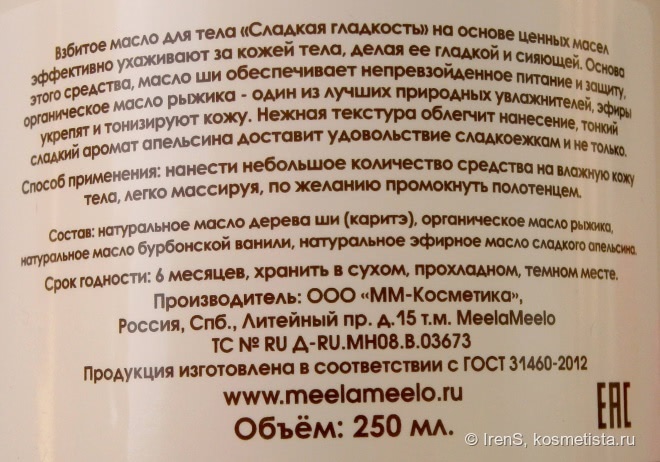 Взбитое масло для тела «Сладкая гладкость» на основе ценных масел
эффективно ухаживают за кожей тела, делая ее гладкой и сияющей. Основа
этого средства, масло ши обеспечивает непревзойденное питание и защиту,
органическое масло рыжика - один из лучших природных увлажнителей, эфиры
укрепят и тонизируют кожу. Нежная текстура облегчит нанесение, тонкий
сладкий аромат апельсина доставит удовольствие сладкоежкам и не только.
Способ применения: нанести небольшое количество средства на влажную кожу
тела, легко массируя, по желанию промокнуть полотенцем.
Состав: натуральное масло дерева ши (каритэ), органическое масло рыжика,
натуральное масло бурбонской ванили, натуральное эфирное масло сладкого апельсина.
Срок годности: 6 месяцев, хранить в сухом, прохладном, темном месте.
Производитель: ООО «ММ-Косметика»,
Россия, Спб., Литейный пр. д.15 т.м. MeelaMeelo
ТС № RU Д-RU.МН08.В.03673
Продукция изготовлена в соответствии с ГОСТ 31460-2012
www.meelameelo.ru
Объём: 250 мл.
EAC
© IrenS, kosmetista.ru